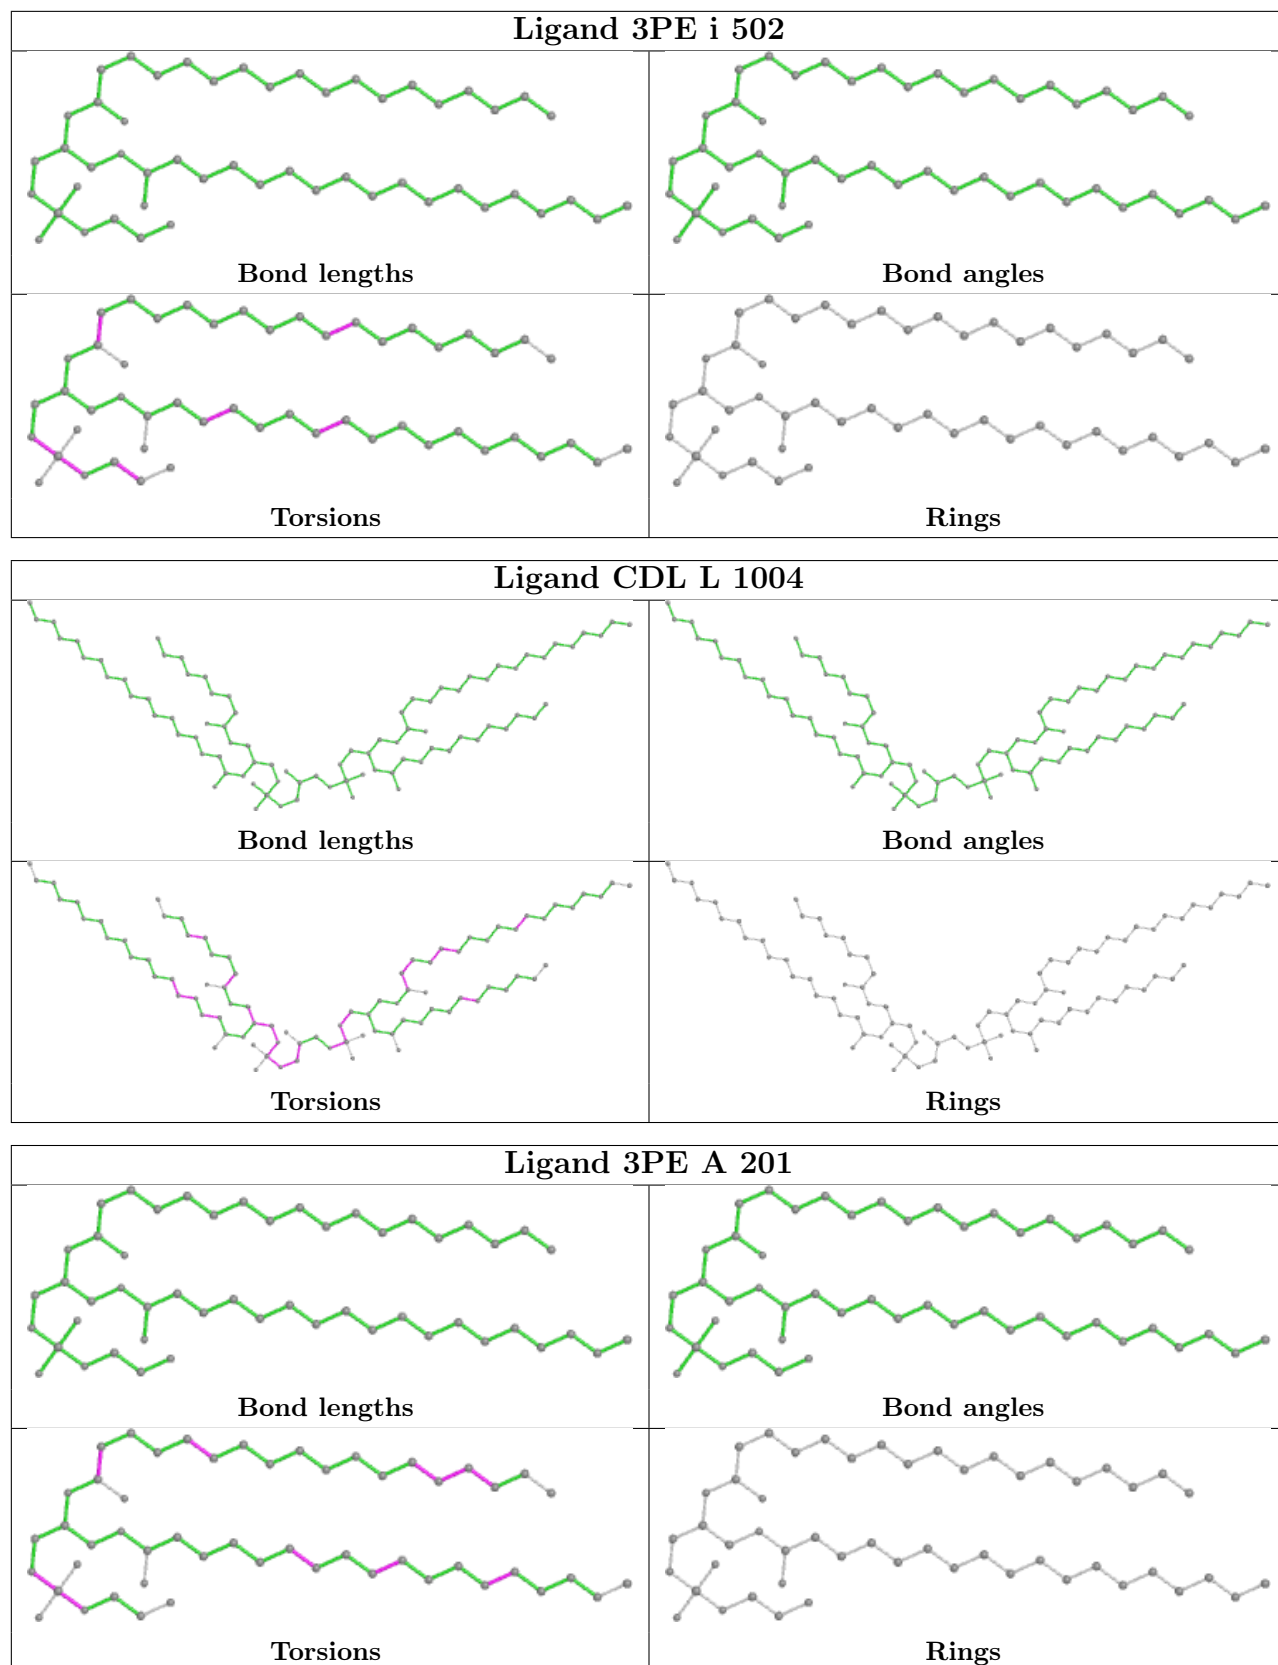 Ligand 3PE i 502
Bond lengths
Bond angles
Torsions
Rings
Ligand CDL L 1004
Bond lengths
Bond angles
Torsions
Rings
Ligand 3PE A 201
Bond lengths
Bond angles
Torsions
Rings